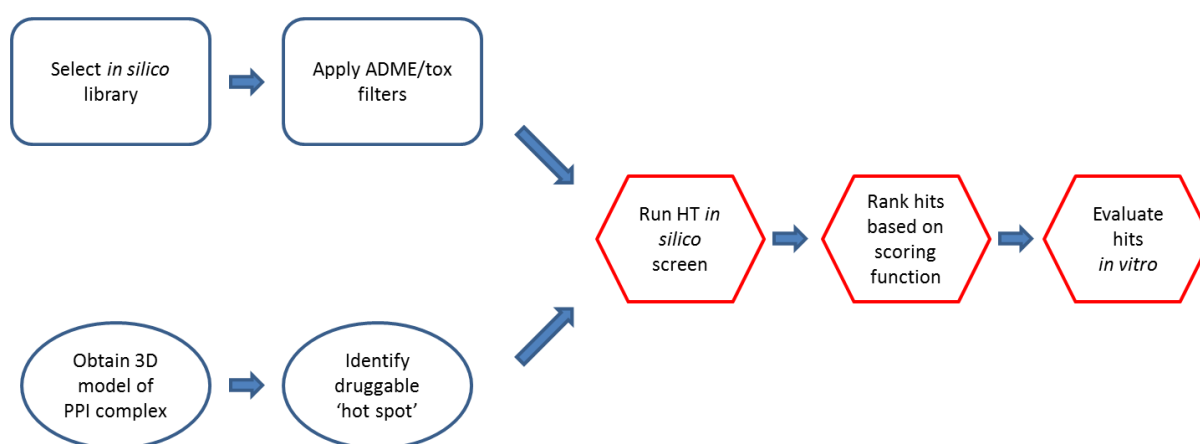 Select in silico
library
Apply ADME/tox
filters
Run HT in
silico
screen
Rank hits
based on
scoring
function
Evaluate
hits
in vitro
Obtain 3D
model of
PPI complex
Identify
druggable
‘hot spot’